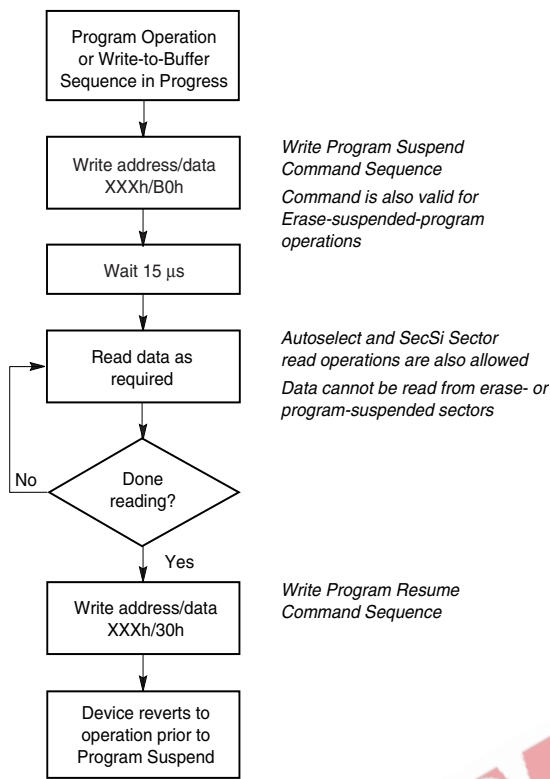 Program Operation
or Write-to-Buffer
Sequence in Progress
Write address/data
XXXh/B0h
Write Program Suspend
Command Sequence
Command is also valid for
Erase-suspended-program
operations
Wait 15 μs
Read data as
required
Autoselect and SecSi Sector
read operations are also allowed
Data cannot be read from erase- or
program-suspended sectors
No
Done
reading?
Yes
Write address/data
XXXh/30h
Write Program Resume
Command Sequence
Device reverts to
operation prior to
Program Suspend